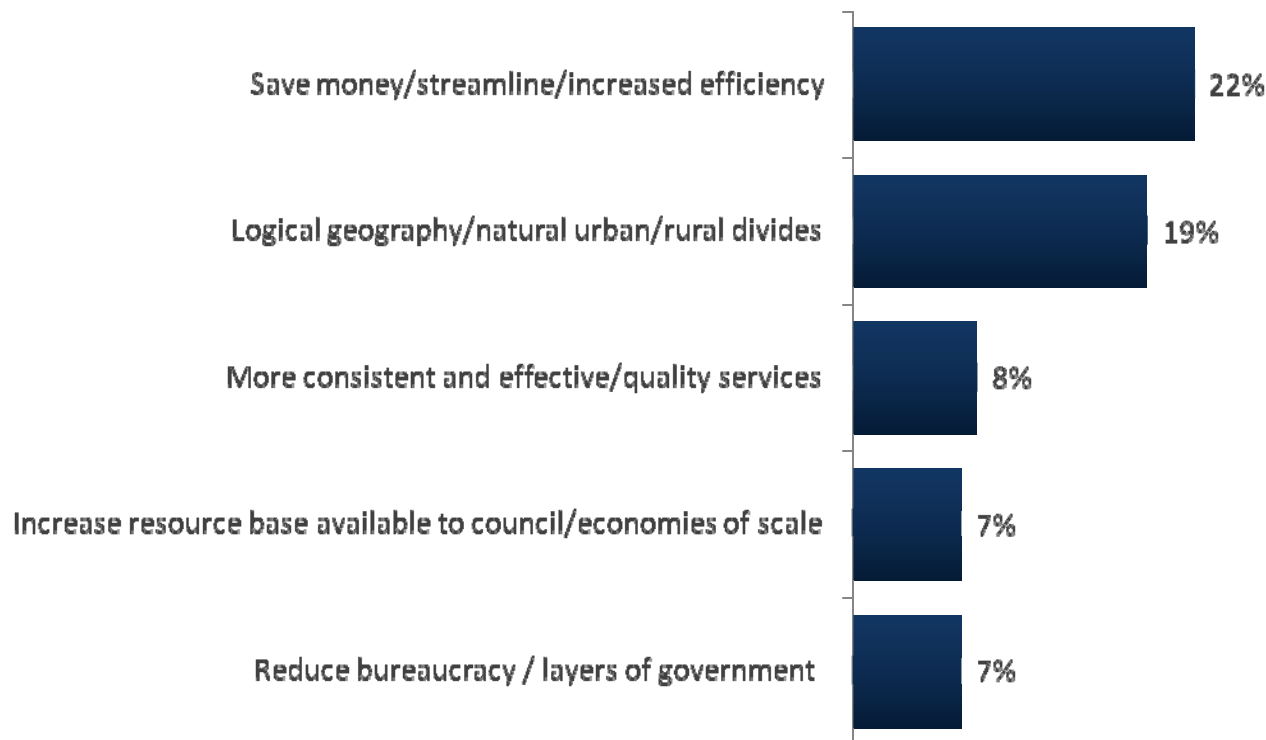 Save money/streamline/increased efficiency 22%
Logical geography/natural urban/rural divides 19%
More consistent and effective/quality services 8%
Increase resource base available to council/economies of scale 7%
Reduce bureaucracy / layers of government 7%